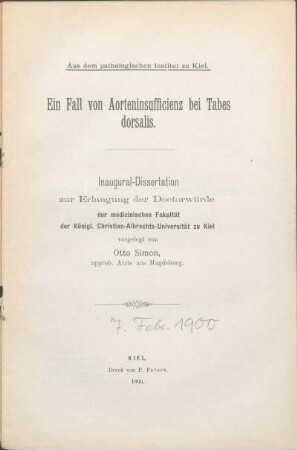 Aus dem pathologischen Institut zu Kiel.
Ein Fall von Aorteninsufficienz bei Tabes
dorsalis.
Inaugural-Dissertation
zur Erlangung der Doctorwürde
der medicinischen Fakultät
der Königl. Christian-Albrechts-Universität zu Kiel
vorgelegt von
Otto Simon,
approb. Arzte aus Magdeburg.
7. Febr. 1900
KIEL
Druck von P. Peters.
1900.